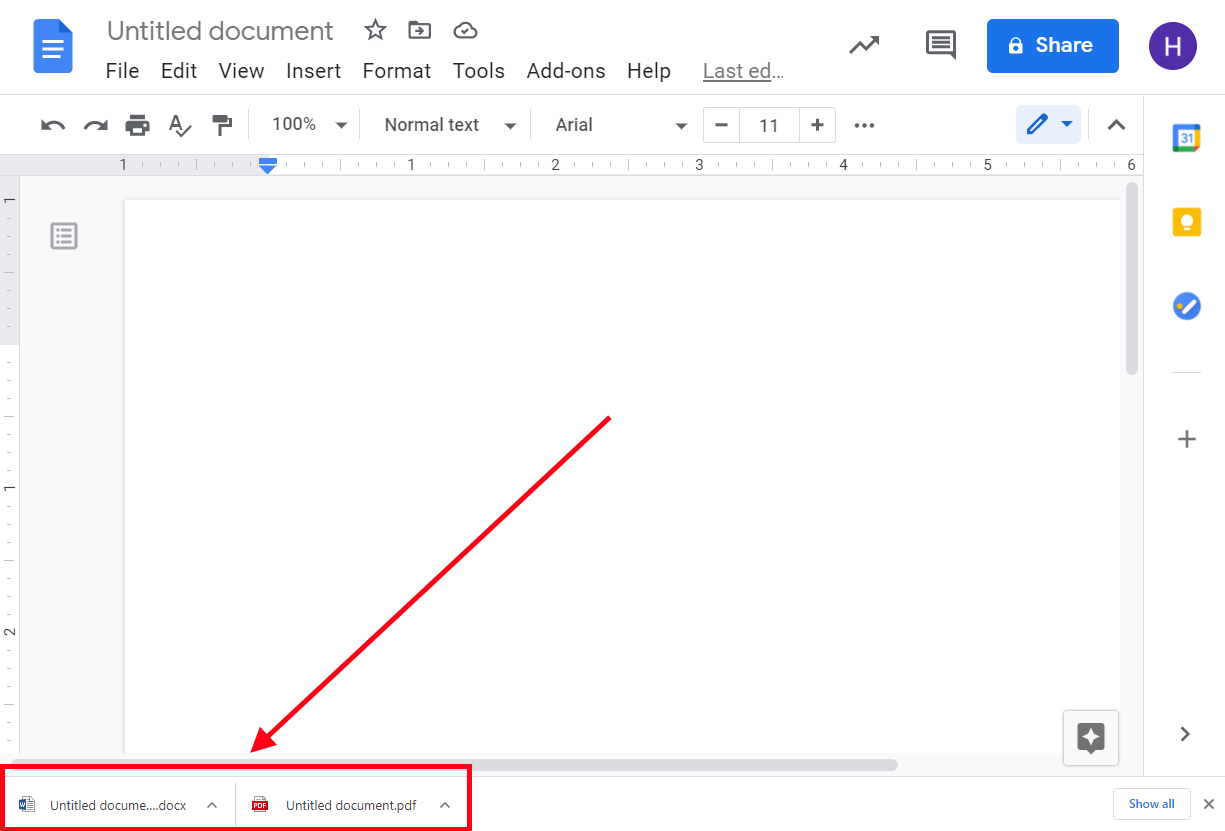 Untitled document
File Edit View Insert Format Tools Add-ons Help Last ed...
Share
H
100% Normal text Arial 11
31
1 1 2 3 4 5 6
1
1
2
Untitled docume....docx
PDF
Untitled document.pdf
Show all